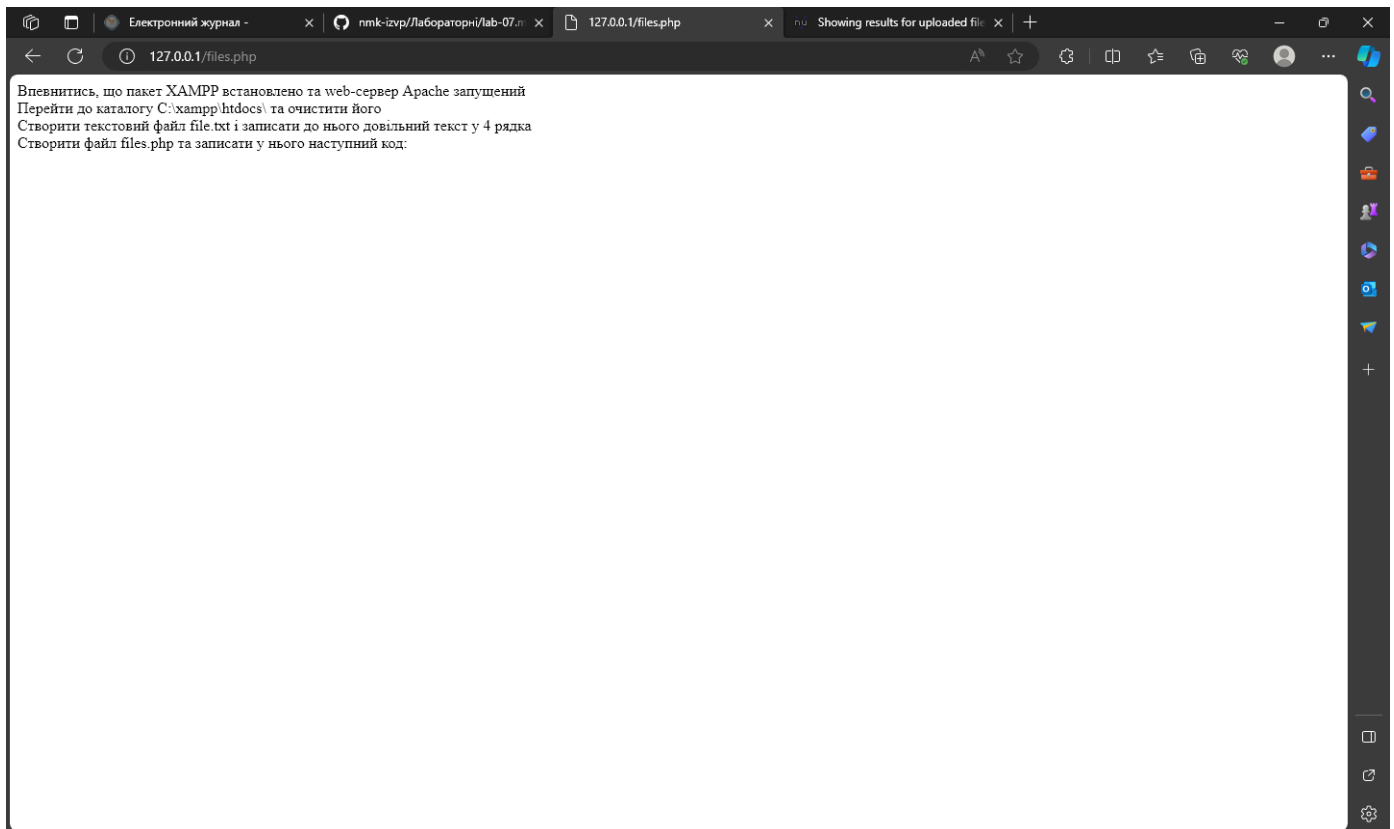 Електронний журнал -
nmk-izvp/Лабораторні/lab-07.m
127.0.0.1/files.php
Showing results for uploaded file
127.0.0.1/files.php
Впевнитись, що пакет XAMPP встановлено та web-сервер Apache запущений
Перейти до каталогу C:\xampp\htdocs\ та очистити його
Створити текстовий файл file.txt і записати до нього довільний текст у 4 рядка
Створити файл files.php та записати у нього наступний код: